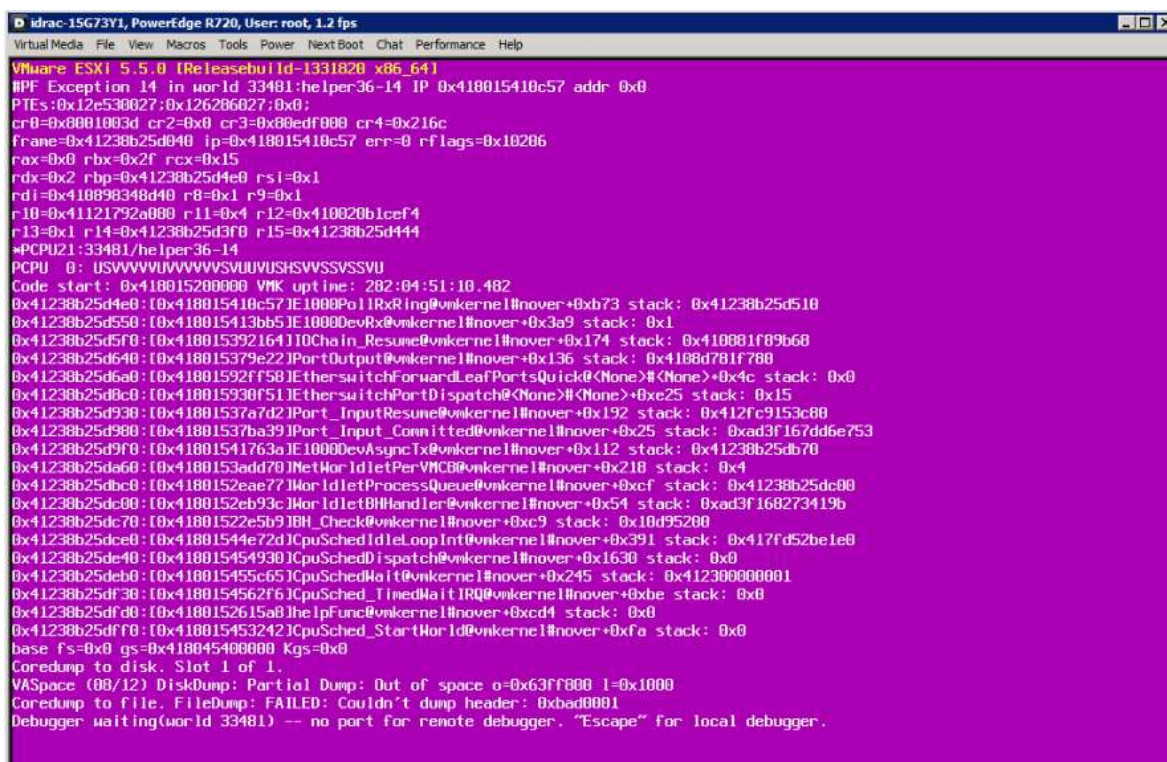 idrac-15G73Y1, PowerEdge R720, User: root, 1.2 fps
Virtual Media File View Macros Tools Power Next Boot Chat Performance Help
VMware ESXi 5.5.0 [Releasebuild-1331820 x86_64]
#PF Exception 14 in world 33481:helper36-14 IP 0x418015410c57 addr 0x0
PTEs:0x12e530027;0x126286027;0x0;
cr0=0x8001003d cr2=0x0 cr3=0x80edf000 cr4=0x216c
frame=0x41238b25d040 ip=0x418015410c57 err=0 rflags=0x10206
rax=0x0 rbx=0x2f rcx=0x15
rdx=0x2 rbp=0x41238b25d4e0 rsi=0x1
rdi=0x410898348d40 r8=0x1 r9=0x1
r10=0x41121792a080 r11=0x4 r12=0x410020b1cef4
r13=0x1 r14=0x41238b25d3f0 r15=0x41238b25d444
*PCPU21:33481/helper36-14
PCPU 0: USVVVVVUVVVVVVSVUUVUSHSVVSSVSSVU
Code start: 0x418015200000 VMK uptime: 282:04:51:10.482
0x41238b25d4e0:[0x418015410c57]E1000PollRxRing@vmkernel#nover+0xb73 stack: 0x41238b25d510
0x41238b25d550:[0x418015413bb5]E1000DevRx@vmkernel#nover+0x3a9 stack: 0x1
0x41238b25d5f0:[0x418015392164]IOChain_Resume@vmkernel#nover+0x174 stack: 0x410881f09b68
0x41238b25d640:[0x418015379e22]PortOutput@vmkernel#nover+0x136 stack: 0x4108d781f780
0x41238b25d6a0:[0x41801592ff58]EtherswitchForwardLeafPortsQuick@<None>#<None>+0x4c stack: 0x0
0x41238b25d8c0:[0x418015930f51]EtherswitchPortDispatch@<None>#<None>+0xe25 stack: 0x15
0x41238b25d930:[0x41801537a7d2]Port_InputResume@vmkernel#nover+0x192 stack: 0x412fc9153c80
0x41238b25d980:[0x41801537ba39]Port_Input_Committed@vmkernel#nover+0x25 stack: 0xad3f167dd6e753
0x41238b25d9f0:[0x41801541763a]E1000DevAsyncTx@vmkernel#nover+0x112 stack: 0x41238b25db70
0x41238b25da60:[0x4180153add70]NetWorldletPerVMCB@vmkernel#nover+0x218 stack: 0x4
0x41238b25dbc0:[0x4180152eae77]WorldletProcessQueue@vmkernel#nover+0xcf stack: 0x41238b25dc00
0x41238b25dc00:[0x4180152eb93c]WorldletBHHandler@vmkernel#nover+0x54 stack: 0xad3f168273419b
0x41238b25dc70:[0x41801522e5b9]BH_Check@vmkernel#nover+0xc9 stack: 0x10d95200
0x41238b25dce0:[0x41801544e72d]CpuSchedIdleLoopInt@vmkernel#nover+0x391 stack: 0x417fd52be1e0
0x41238b25de40:[0x418015454930]CpuSchedDispatch@vmkernel#nover+0x1630 stack: 0x0
0x41238b25deb0:[0x418015455c65]CpuSchedWait@vmkernel#nover+0x245 stack: 0x412300000001
0x41238b25df30:[0x4180154562f6]CpuSched_TimedWaitIRQ@vmkernel#nover+0xbe stack: 0x0
0x41238b25dfd0:[0x4180152615a8]helpFunc@vmkernel#nover+0xcd4 stack: 0x0
0x41238b25dff0:[0x418015453242]CpuSched_StartWorld@vmkernel#nover+0xfa stack: 0x0
base fs=0x0 gs=0x418045400000 Kgs=0x0
Coredump to disk. Slot 1 of 1.
VASpace (08/12) DiskDump: Partial Dump: Out of space o=0x63ff800 l=0x1000
Coredump to file. FileDump: FAILED: Couldn't dump header: 0xbad0001
Debugger waiting(world 33481) -- no port for remote debugger. "Escape" for local debugger.